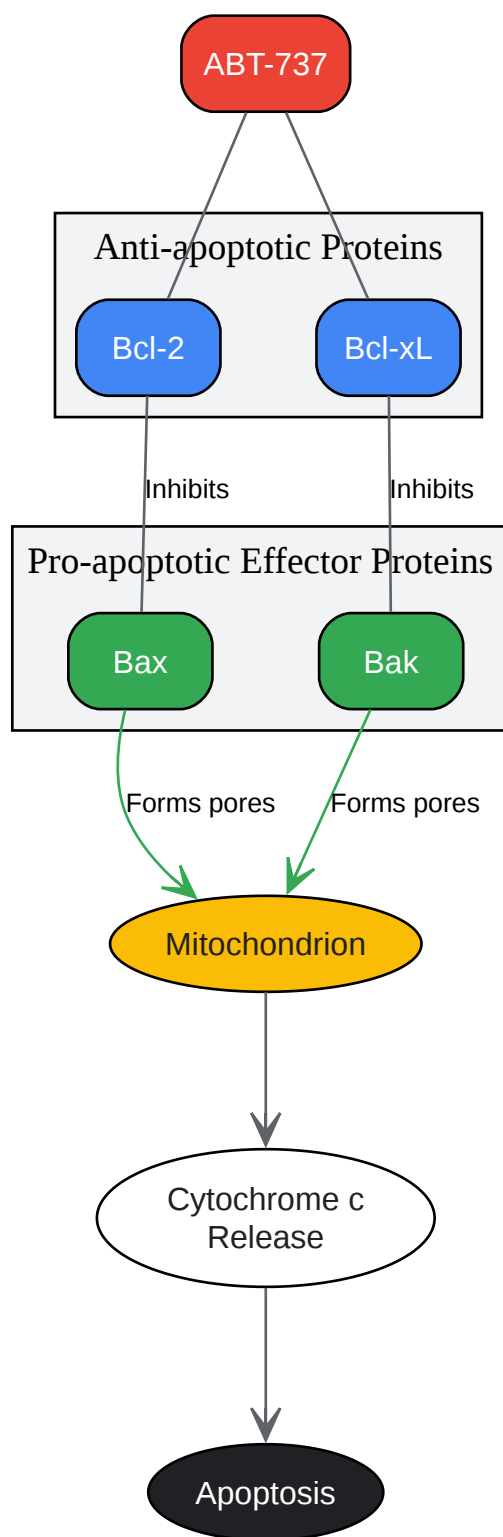 ABT-737
Anti-apoptotic Proteins
Bcl-2
Bcl-xL
Inhibits
Inhibits
Pro-apoptotic Effector Proteins
Bax
Bak
Forms pores
Forms pores
Mitochondrion
Cytochrome c
Release
Apoptosis